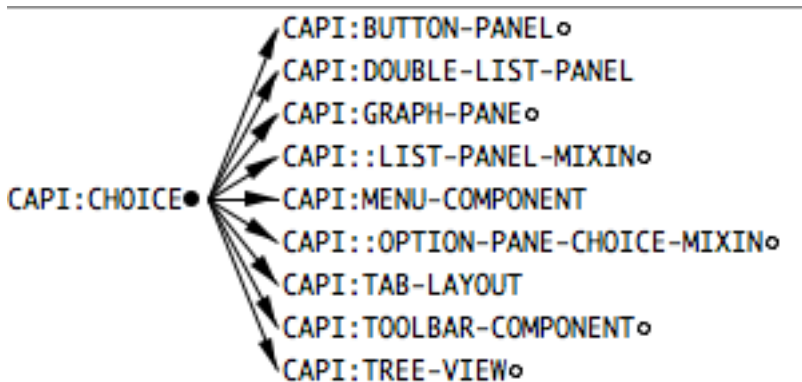 CAPI:BUTTON-PANEL
CAPI:DOUBLE-LIST-PANEL
CAPI:GRAPH-PANE
CAPI::LIST-PANEL-MIXIN
CAPI:CHOICE
CAPI:MENU-COMPONENT
CAPI::OPTION-PANE-CHOICE-MIXIN
CAPI:TAB-LAYOUT
CAPI:TOOLBAR-COMPONENT
CAPI:TREE-VIEW